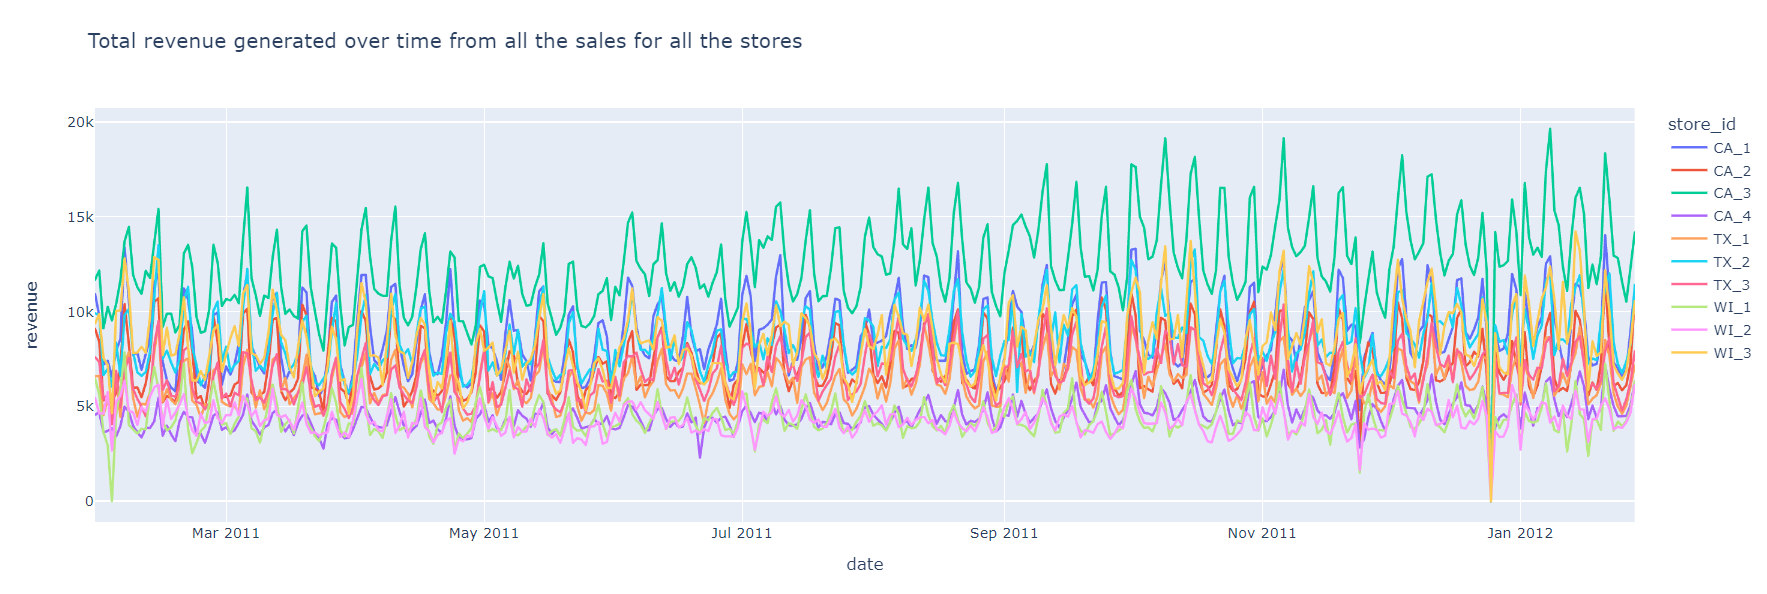 Total revenue generated over time from all the sales for all the stores
revenue
20k
15k
10k
5k
0
Mar 2011
May 2011
Jul 2011
Sep 2011
Nov 2011
Jan 2012
date
store_id
CA_1
CA_2
CA_3
CA_4
TX_1
TX_2
TX_3
WI_1
WI_2
WI_3